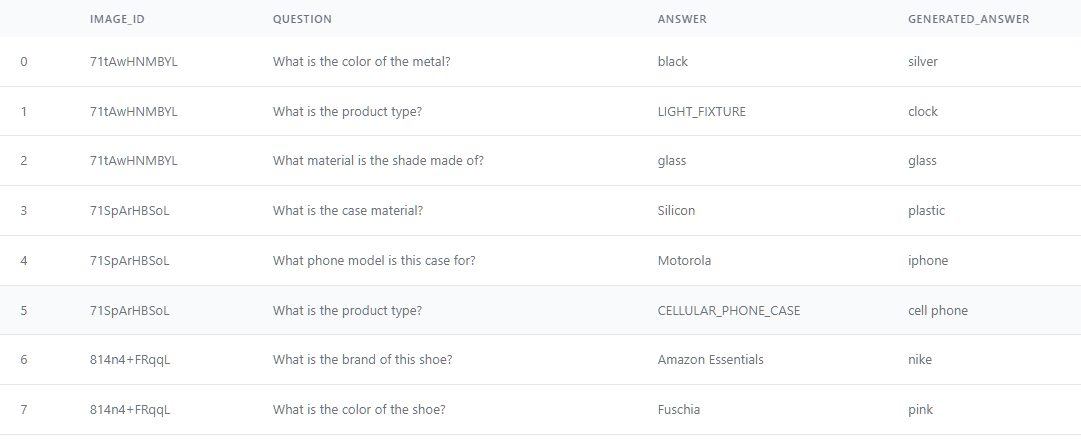 IMAGE_ID QUESTION ANSWER GENERATED_ANSWER
0 71tAwHNMBYL What is the color of the metal? black silver
1 71tAwHNMBYL What is the product type? LIGHT_FIXTURE clock
2 71tAwHNMBYL What material is the shade made of? glass glass
3 71SpArHBSoL What is the case material? Silicon plastic
4 71SpArHBSoL What phone model is this case for? Motorola iphone
5 71SpArHBSoL What is the product type? CELLULAR_PHONE_CASE cell phone
6 814n4+FRqqL What is the brand of this shoe? Amazon Essentials nike
7 814n4+FRqqL What is the color of the shoe? Fuschia pink